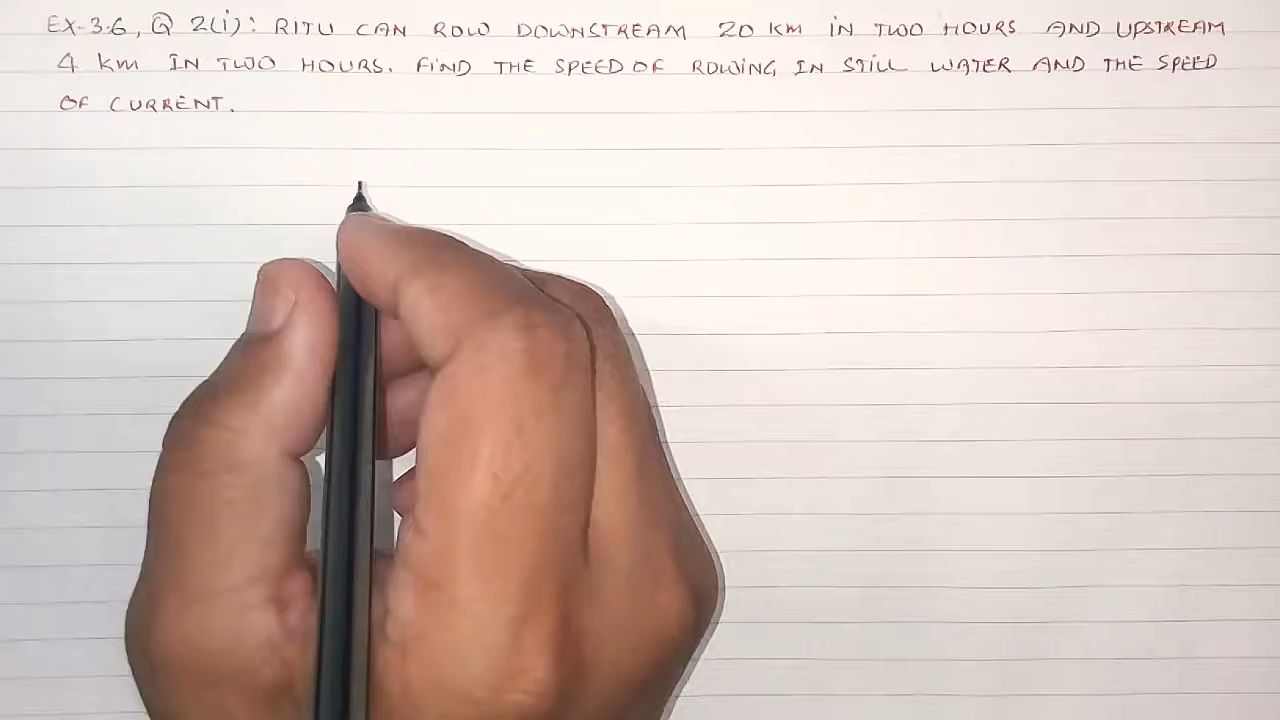 EX-3.6, Q 2(i): RITU CAN ROW DOWNSTREAM 20 KM IN TWO HOURS AND UPSTREAM
4 KM IN TWO HOURS. FIND THE SPEED OF ROWING IN STILL WATER AND THE SPEED
OF CURRENT.